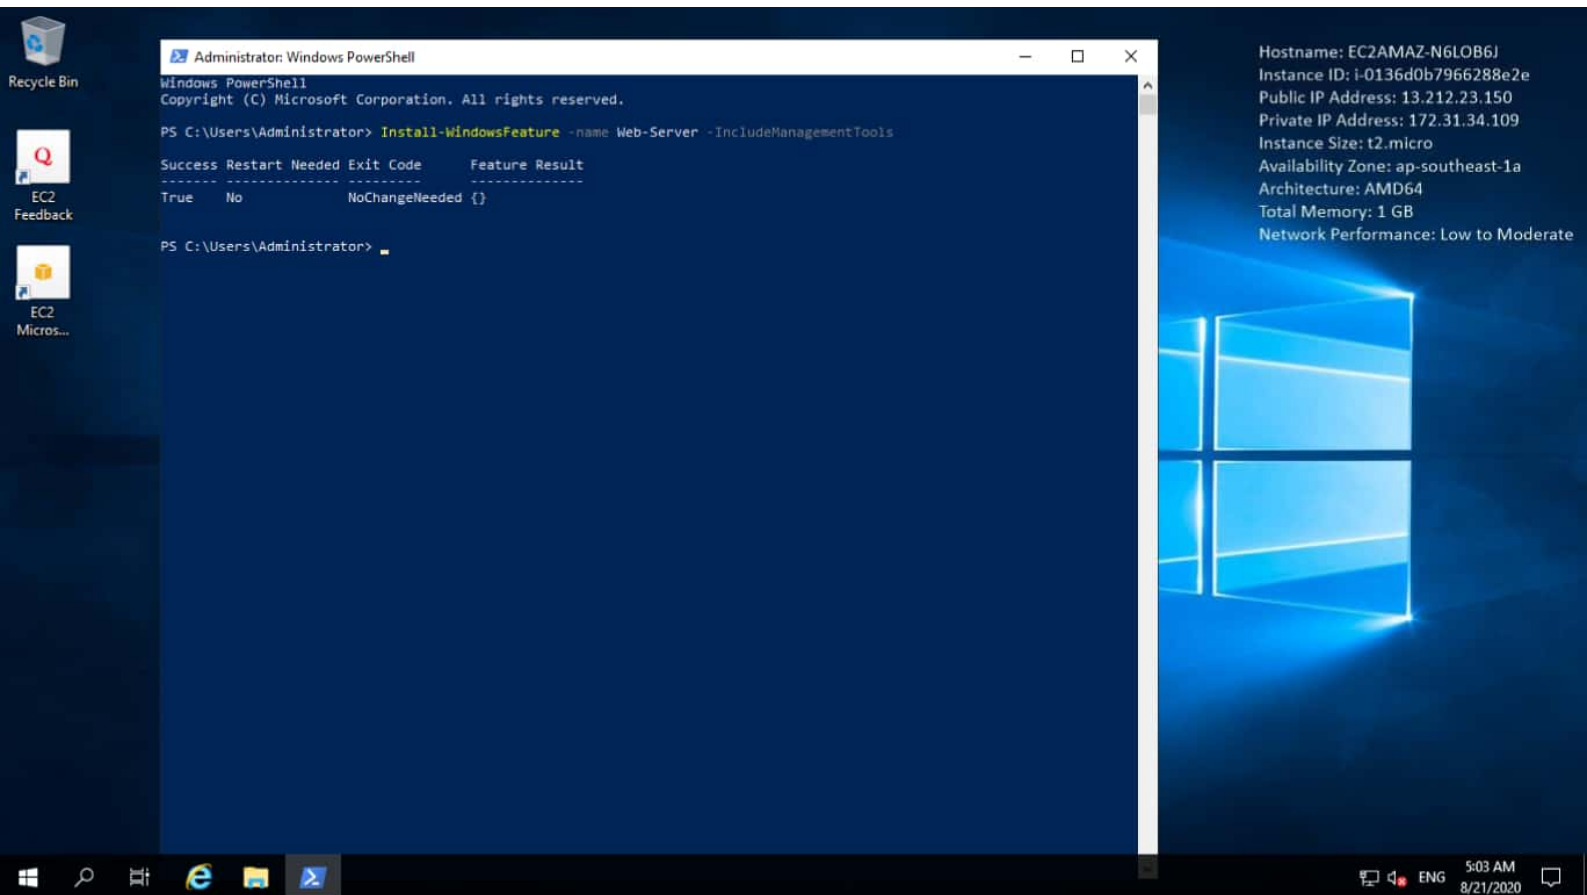 Recycle Bin
EC2
Feedback
EC2
Micros...
Administrator: Windows PowerShell
Windows PowerShell
Copyright (C) Microsoft Corporation. All rights reserved.
PS C:\Users\Administrator> Install-WindowsFeature -name Web-Server -IncludeManagementTools
Success Restart Needed Exit Code      Feature Result
------- -------------- ---------      --------------
True    No             NoChangeNeeded {}
PS C:\Users\Administrator> _
Hostname: EC2AMAZ-N6LOB6J
Instance ID: i-0136d0b7966288e2e
Public IP Address: 13.212.23.150
Private IP Address: 172.31.34.109
Instance Size: t2.micro
Availability Zone: ap-southeast-1a
Architecture: AMD64
Total Memory: 1 GB
Network Performance: Low to Moderate
ENG
5:03 AM
8/21/2020